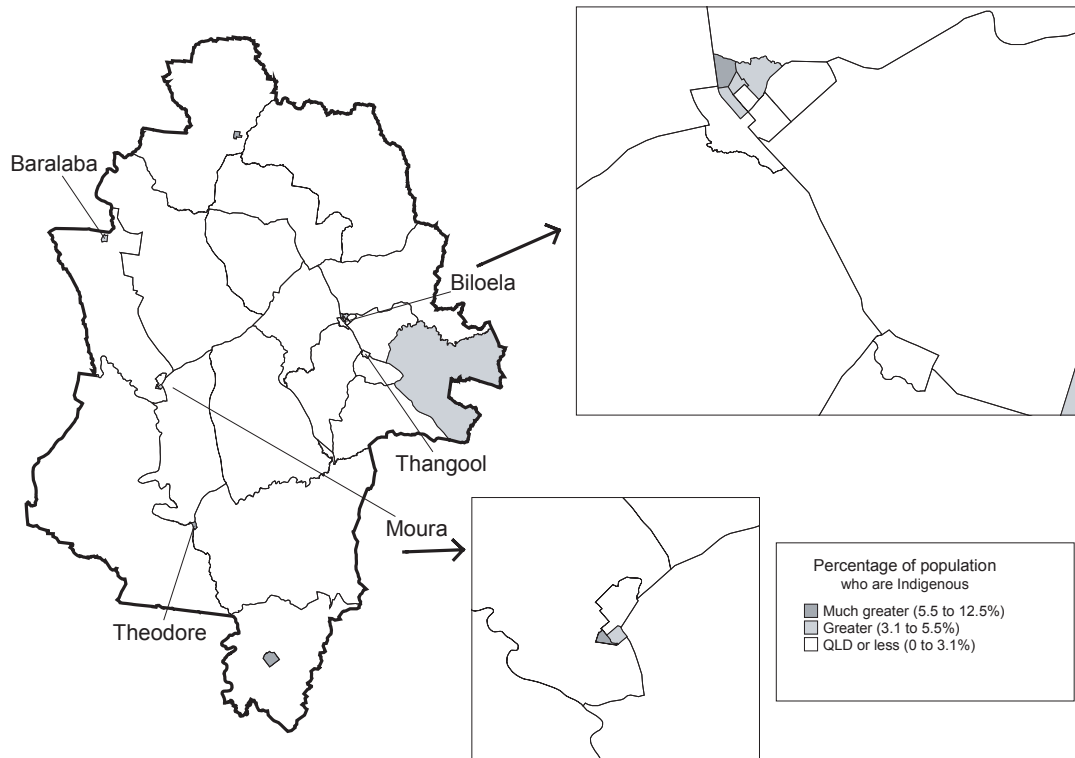 Baralaba
Biloela
Thangool
Moura
Theodore
Percentage of population
who are Indigenous
Much greater (5.5 to 12.5%)
Greater (3.1 to 5.5%)
QLD or less (0 to 3.1%)